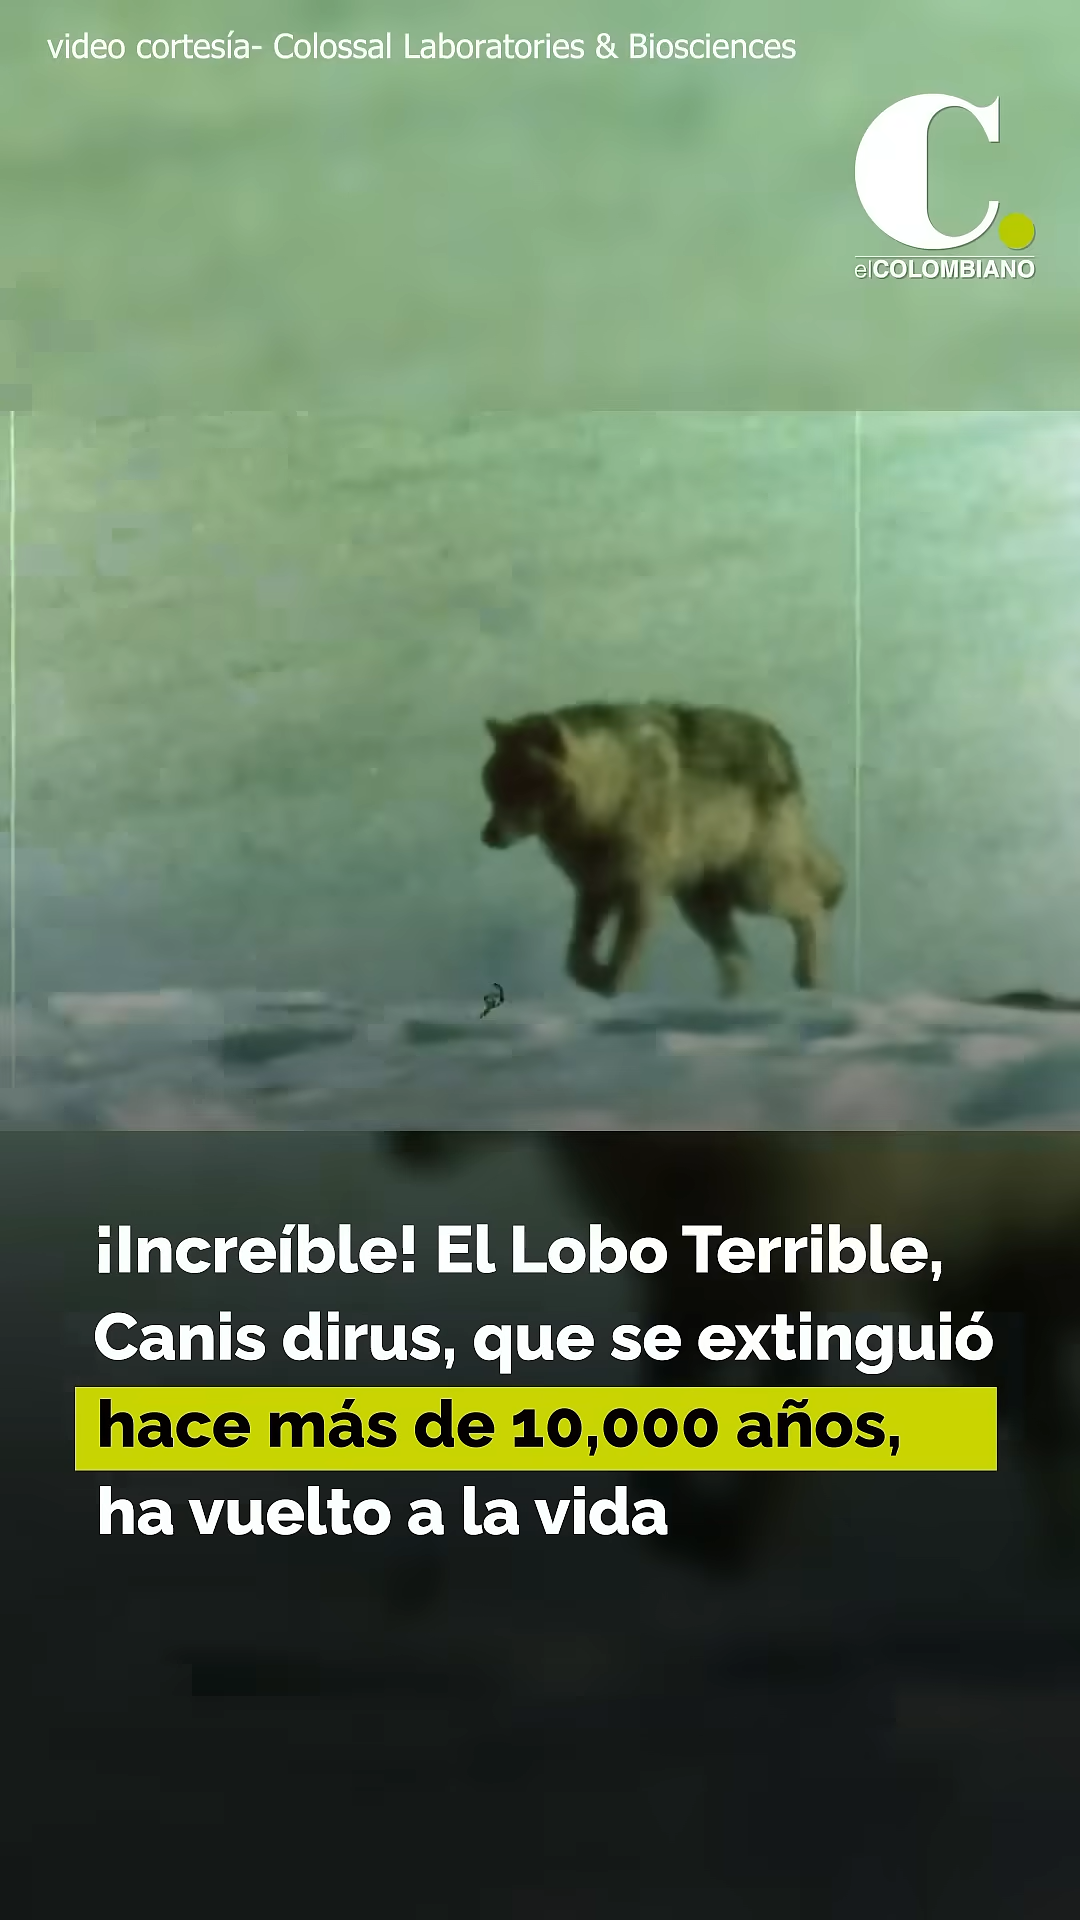 video cortesía- Colossal Laboratories & Biosciences
C.
elCOLOMBIANO
¡Increíble! El Lobo Terrible,
Canis dirus, que se extinguió
hace más de 10,000 años,
ha vuelto a la vida